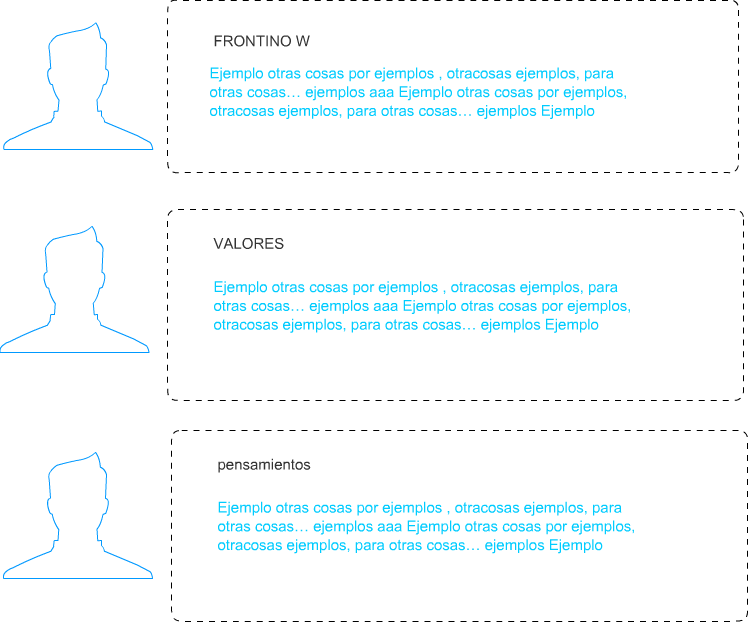 FRONTINO W
Ejemplo otras cosas por ejemplos , otracosas ejemplos, para
otras cosas… ejemplos aaa Ejemplo otras cosas por ejemplos,
otracosas ejemplos, para otras cosas… ejemplos Ejemplo
VALORES
Ejemplo otras cosas por ejemplos , otracosas ejemplos, para
otras cosas… ejemplos aaa Ejemplo otras cosas por ejemplos,
otracosas ejemplos, para otras cosas… ejemplos Ejemplo
pensamientos
Ejemplo otras cosas por ejemplos , otracosas ejemplos, para
otras cosas… ejemplos aaa Ejemplo otras cosas por ejemplos,
otracosas ejemplos, para otras cosas… ejemplos Ejemplo